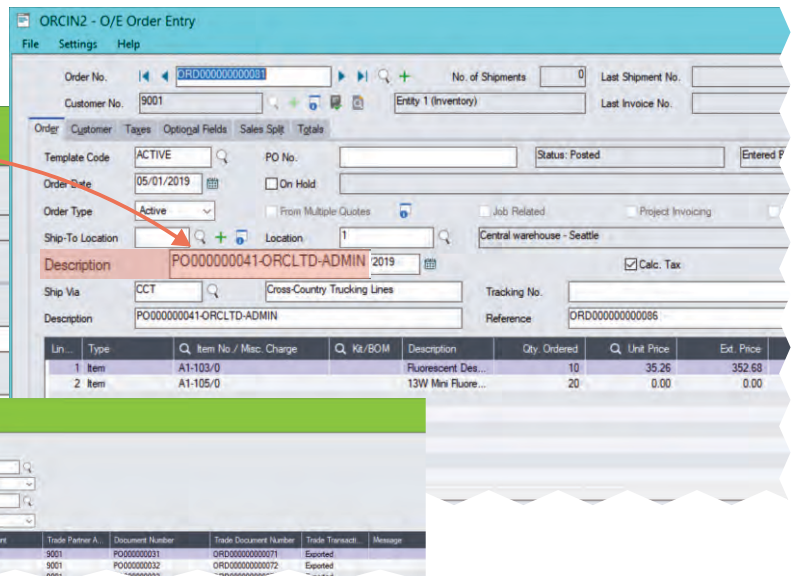 ORCIN2 - O/E Order Entry
File Settings Help
Order No. ORD000000000081 No. of Shipments 0 Last Shipment No.
Customer No. 9001 Entity 1 (Inventory) Last Invoice No.
Order Customer Taxes Optional Fields Sales Split Totals
Template Code ACTIVE PO No. Status: Posted Entered
Order Date 05/01/2019 On Hold
Order Type Active From Multiple Quotes Job Related Project Invoicing
Ship-To Location Location 1 Central warehouse - Seattle
Description PO000000041-ORCLTD-ADMIN 2019 Calc. Tax
Ship Via CCT Cross-Country Trucking Lines Tracking No.
Description PO000000041-ORCLTD-ADMIN Reference ORD000000000086
Lin... Type Item No./ Misc. Charge Kit/BOM Description Qty. Ordered Unit Price Ext. Price
1 Item A1-103/0 Fluorescent Des... 10 35.26 352.68
2 Item A1-105/0 13W Mini Fluore... 20 0.00 0.00
Trade Partner A... Document Number Trade Document Number Trade Transacti... Message
9001 PO000000031 ORD000000000071 Exported
9001 PO000000032 ORD000000000072 Exported